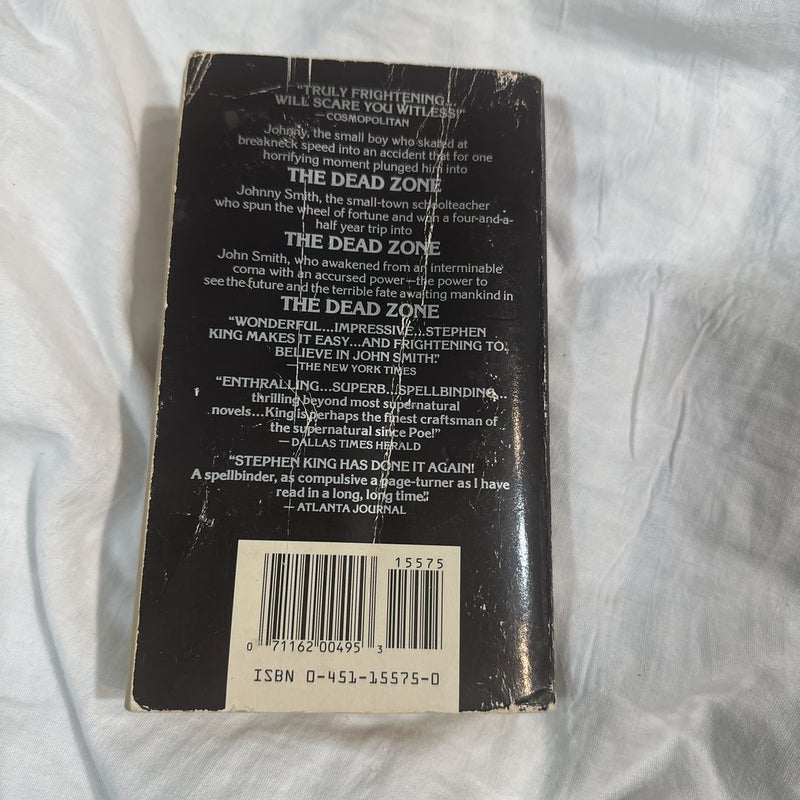 "TRULY FRIGHTENING...
WILL SCARE YOU WITLESS!"
—COSMOPOLITAN
Johnny, the small boy who skated at
breakneck speed into an accident that for one
horrifying moment plunged him into
THE DEAD ZONE
Johnny Smith, the small-town schoolteacher
who spun the wheel of fortune and won a four-and-a-
half year trip into
THE DEAD ZONE
John Smith, who awakened from an interminable
coma with an accursed power—the power to
see the future and the terrible fate awaiting mankind in
THE DEAD ZONE
"WONDERFUL...IMPRESSIVE...STEPHEN
KING MAKES IT EASY...AND FRIGHTENING TO
BELIEVE IN JOHN SMITH."
—THE NEW YORK TIMES
"ENTHRALLING...SUPERB...SPELLBINDING...
thrilling beyond most supernatural
novels...King is perhaps the finest craftsman of
the supernatural since Poe!"
—DALLAS TIMES HERALD
"STEPHEN KING HAS DONE IT AGAIN!
A spellbinder, as compulsive a page-turner as I have
read in a long, long time."
—ATLANTA JOURNAL
15575
0 71162 00495 3
ISBN 0-451-15575-0